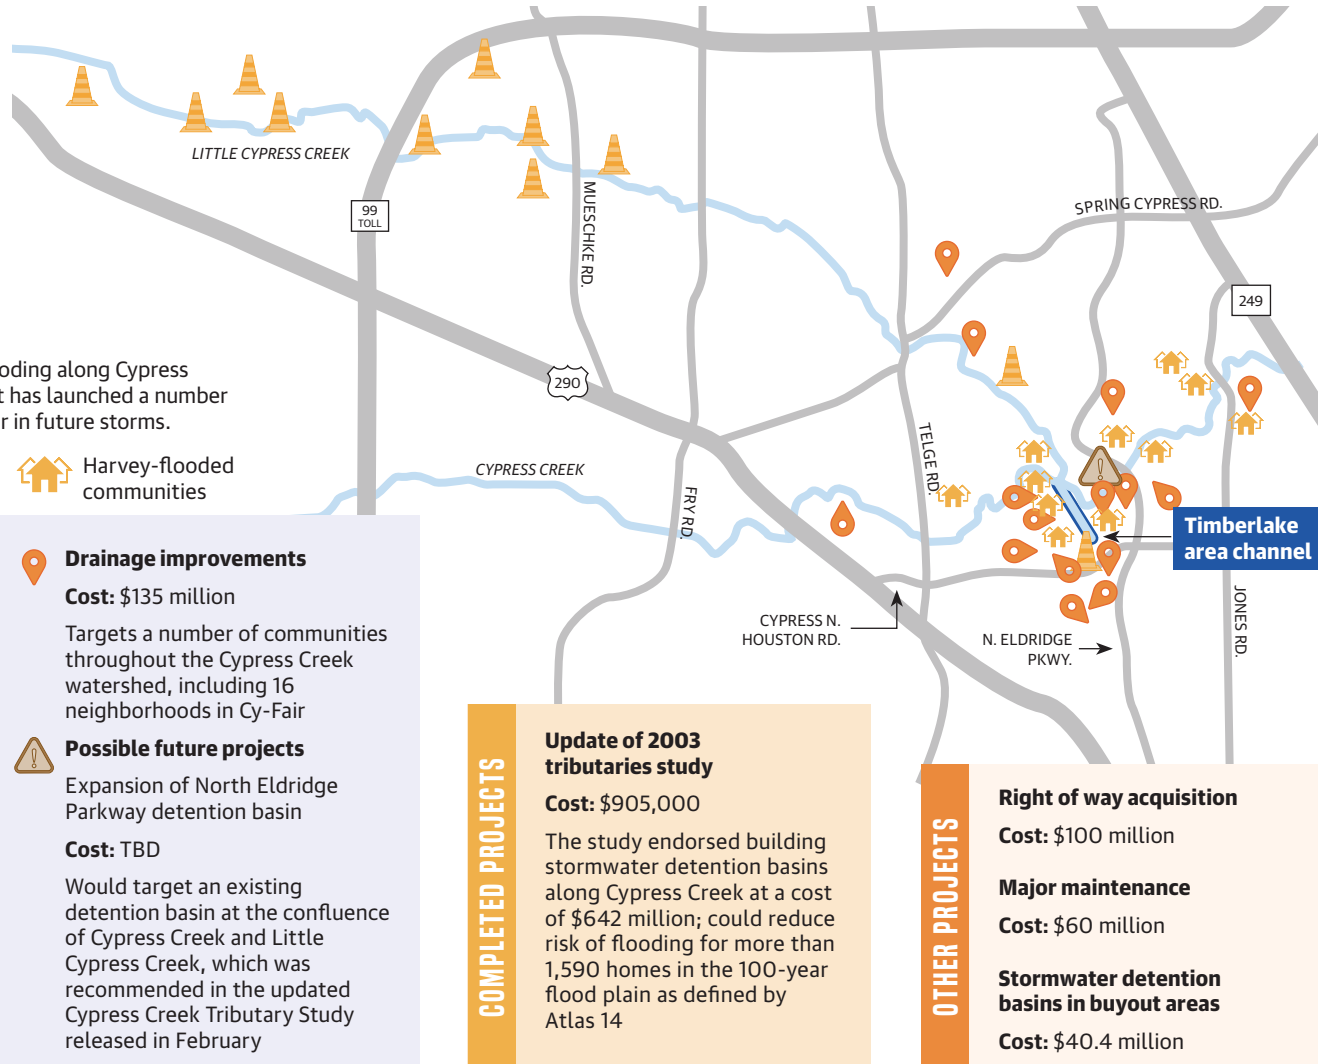 LITTLE CYPRESS CREEK
99
TOLL
MUESCHKE RD.
SPRING CYPRESS RD.
249
290
TELGE RD.
CYPRESS CREEK
FRY RD.
CYPRESS N.
HOUSTON RD.
N. ELDRIDGE
PKWY.
JONES RD.
Timberlake
area channel
oding along Cypress
t has launched a number
r in future storms.
Harvey-flooded
communities
Drainage improvements
Cost: $135 million
Targets a number of communities
throughout the Cypress Creek
watershed, including 16
neighborhoods in Cy-Fair
Possible future projects
Expansion of North Eldridge
Parkway detention basin
Cost: TBD
Would target an existing
detention basin at the confluence
of Cypress Creek and Little
Cypress Creek, which was
recommended in the updated
Cypress Creek Tributary Study
released in February
COMPLETED PROJECTS
Update of 2003
tributaries study
Cost: $905,000
The study endorsed building
stormwater detention basins
along Cypress Creek at a cost
of $642 million; could reduce
risk of flooding for more than
1,590 homes in the 100-year
flood plain as defined by
Atlas 14
OTHER PROJECTS
Right of way acquisition
Cost: $100 million
Major maintenance
Cost: $60 million
Stormwater detention
basins in buyout areas
Cost: $40.4 million